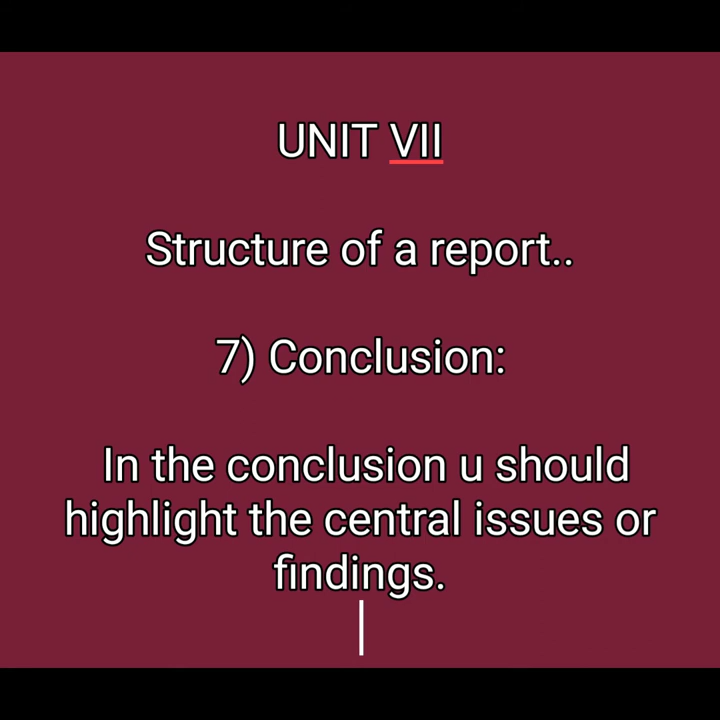 UNIT VII
Structure of a report..
7) Conclusion:
In the conclusion u should
highlight the central issues or
findings.